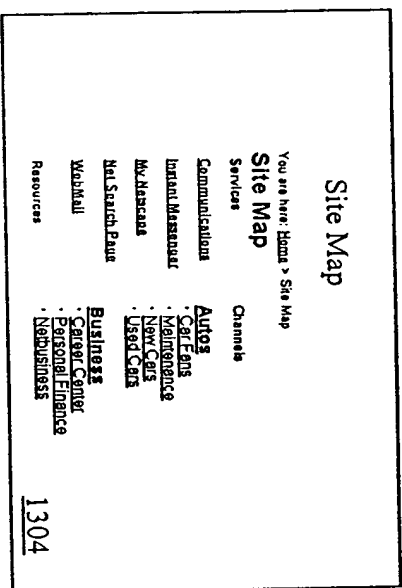 Site Map
You are here: Home > Site Map
Site Map
Services
Communications
Instant Messenger
My Netscape
Net Search Page
WebMail
Resources
Channels
Autos
· Car Fans
· Maintenance
· New Cars
· Used Cars
Business
· Career Center
· Personal Finance
· Netbusiness
1304